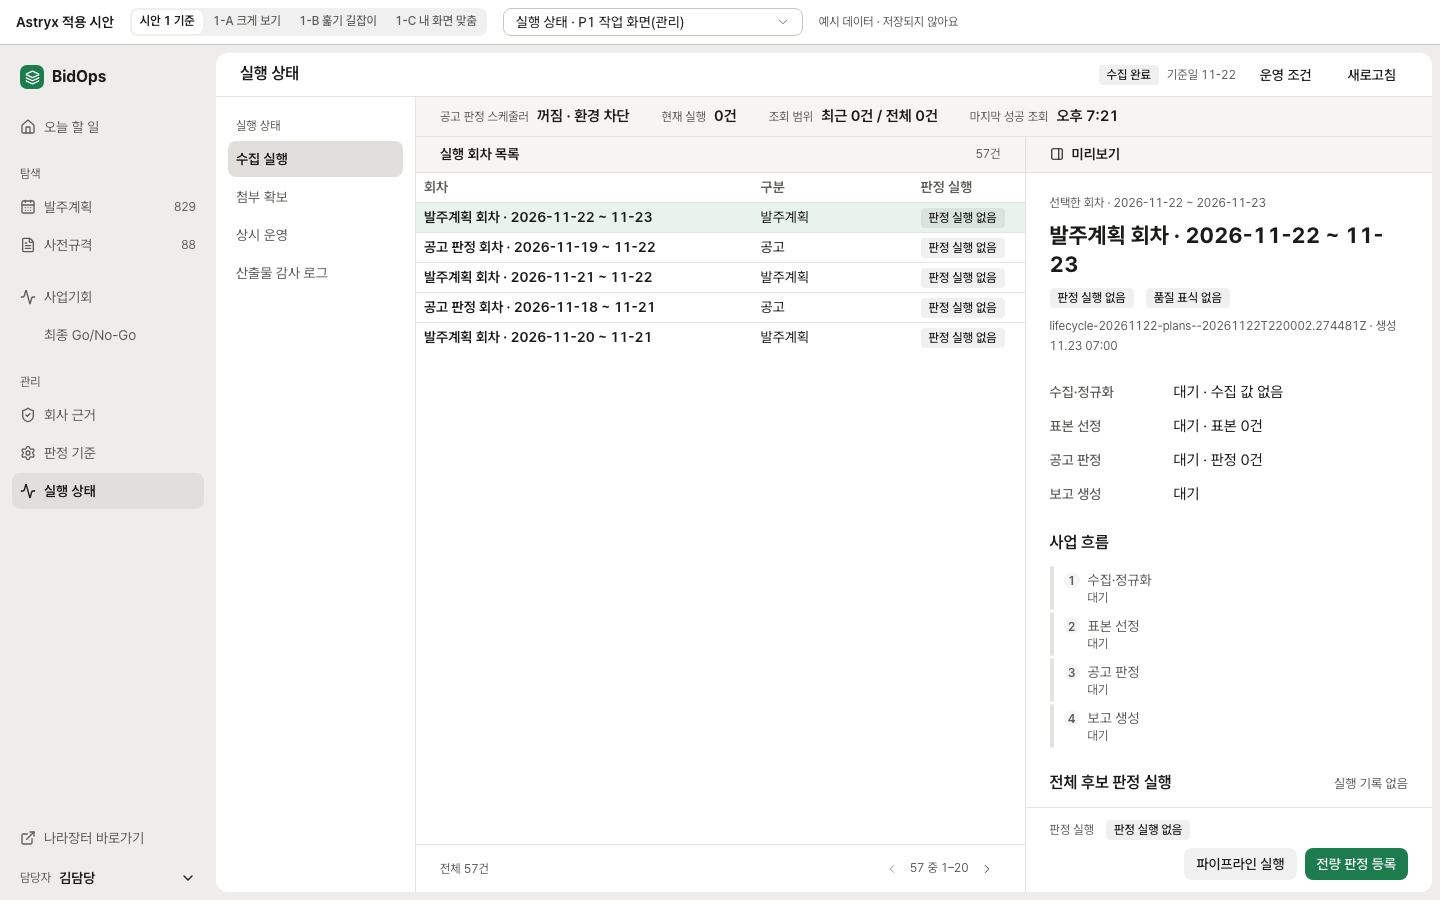 Astryx 적용 시안
시안 1 기준
1-A 크게 보기
1-B 훑기 길잡이
1-C 내 화면 맞춤
실행 상태 · P1 작업 화면(관리)
예시 데이터 · 저장되지 않아요
BidOps
오늘 할 일
탐색
발주계획 829
사전규격 88
사업기회
최종 Go/No-Go
관리
회사 근거
판정 기준
실행 상태
나라장터 바로가기
담당자 김담당
실행 상태
수집 완료
기준일 11-22
운영 조건
새로고침
실행 상태
수집 실행
첨부 확보
상시 운영
산출물 감사 로그
공고 판정 스케줄러 꺼짐 · 환경 차단
현재 실행 0건
조회 범위 최근 0건 / 전체 0건
마지막 성공 조회 오후 7:21
실행 회차 목록 57건
회차 구분 판정 실행
발주계획 회차 · 2026-11-22 ~ 11-23 발주계획 판정 실행 없음
공고 판정 회차 · 2026-11-19 ~ 11-22 공고 판정 실행 없음
발주계획 회차 · 2026-11-21 ~ 11-22 발주계획 판정 실행 없음
공고 판정 회차 · 2026-11-18 ~ 11-21 공고 판정 실행 없음
발주계획 회차 · 2026-11-20 ~ 11-21 발주계획 판정 실행 없음
전체 57건
57 중 1–20
미리보기
선택한 회차 · 2026-11-22 ~ 2026-11-23
발주계획 회차 · 2026-11-22 ~ 11-
23
판정 실행 없음
품질 표식 없음
lifecycle-20261122-plans--20261122T220002.274481Z · 생성
11.23 07:00
수집·정규화 대기 · 수집 값 없음
표본 선정 대기 · 표본 0건
공고 판정 대기 · 판정 0건
보고 생성 대기
사업 흐름
1 수집·정규화
대기
2 표본 선정
대기
3 공고 판정
대기
4 보고 생성
대기
전체 후보 판정 실행 실행 기록 없음
판정 실행 판정 실행 없음
파이프라인 실행
전량 판정 등록